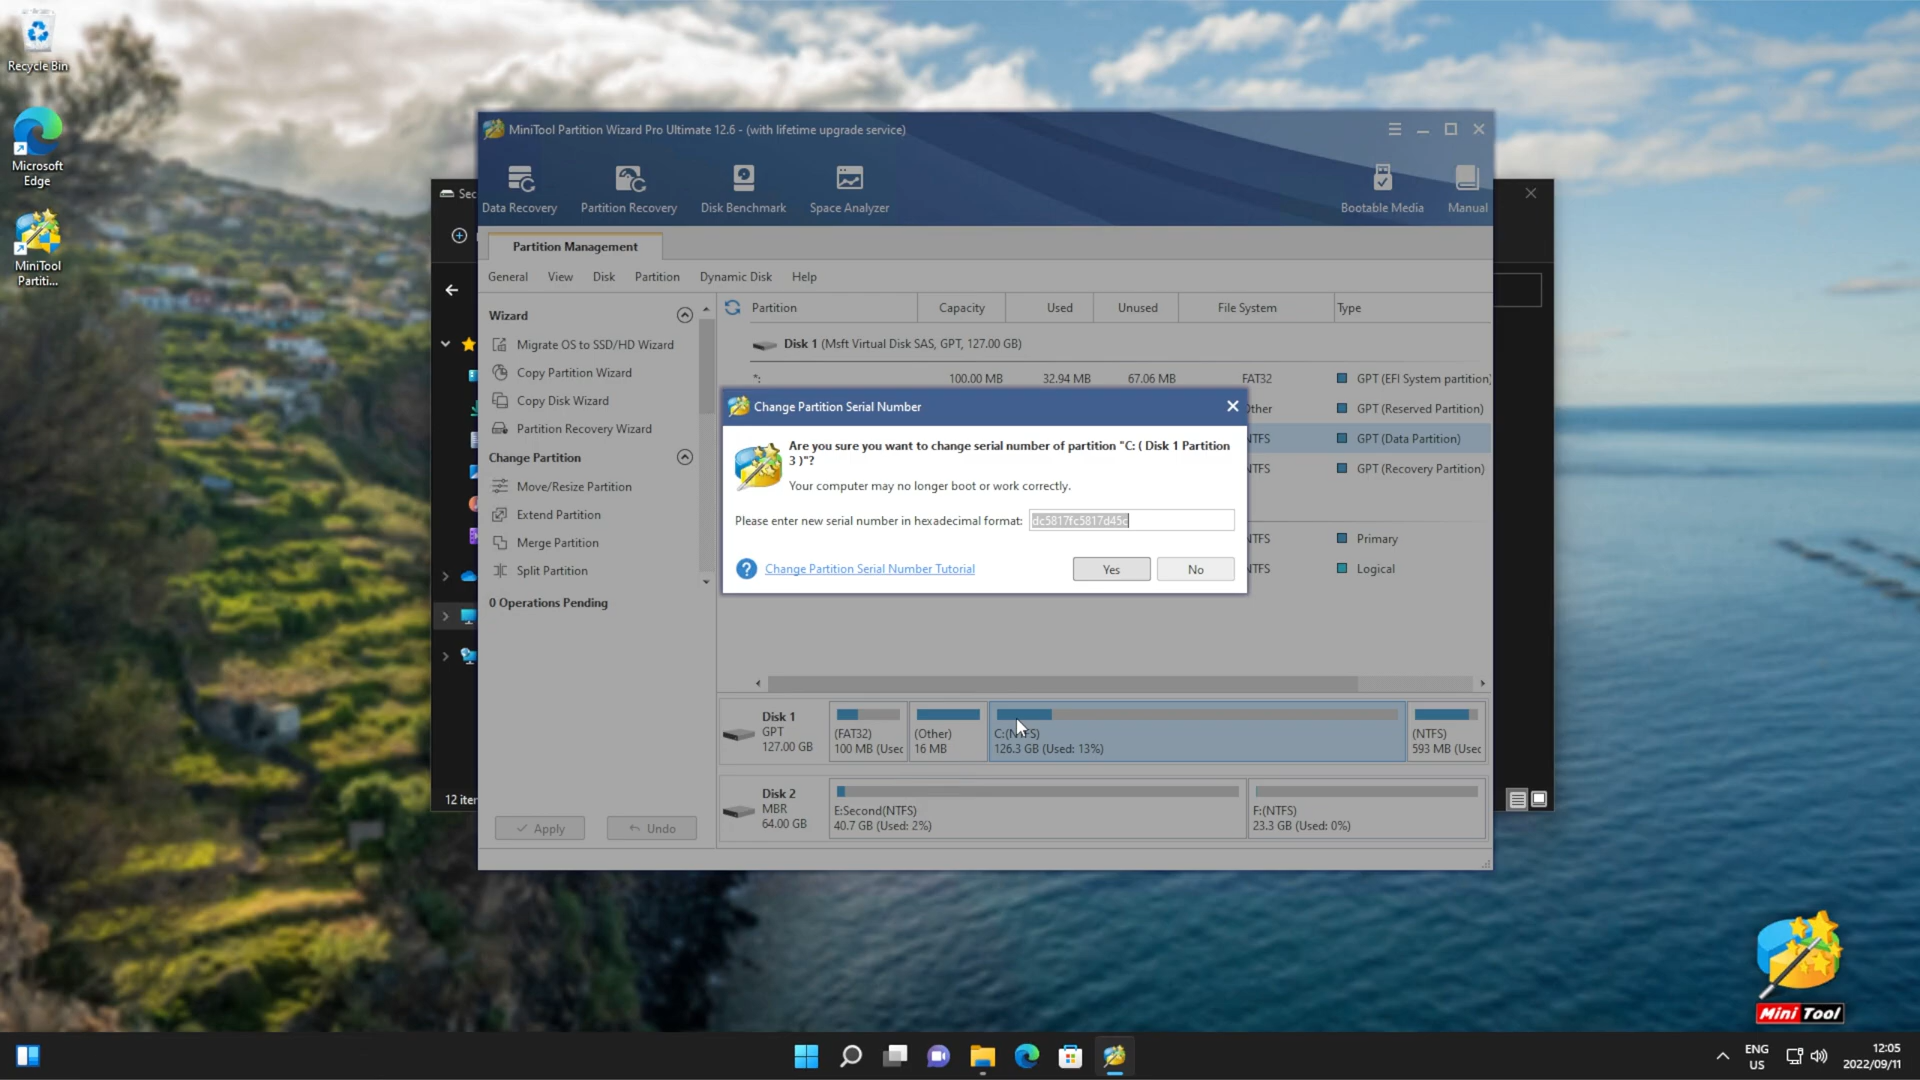 Recycle Bin
Microsoft
Edge
MiniTool
Partiti...
Sec
12 iter
MiniTool Partition Wizard Pro Ultimate 12.6 - (with lifetime upgrade service)
Data Recovery
Partition Recovery
Disk Benchmark
Space Analyzer
Bootable Media
Manual
Partition Management
General View Disk Partition Dynamic Disk Help
Wizard
Migrate OS to SSD/HD Wizard
Copy Partition Wizard
Copy Disk Wizard
Partition Recovery Wizard
Change Partition
Move/Resize Partition
Extend Partition
Merge Partition
Split Partition
0 Operations Pending
Apply
Undo
Partition Capacity Used Unused File System Type
Disk 1 (Msft Virtual Disk SAS, GPT, 127.00 GB)
*: 100.00 MB 32.94 MB 67.06 MB FAT32 GPT (EFI System partition)
Other GPT (Reserved Partition)
NTFS GPT (Data Partition)
NTFS GPT (Recovery Partition)
NTFS Primary
NTFS Logical
Change Partition Serial Number
Are you sure you want to change serial number of partition "C: ( Disk 1 Partition
3 )"?
Your computer may no longer boot or work correctly.
Please enter new serial number in hexadecimal format: dc5817fc5817d45c
Change Partition Serial Number Tutorial
Yes
No
Disk 1
GPT
127.00 GB
(FAT32)
100 MB (Usec
(Other)
16 MB
C:(NTFS)
126.3 GB (Used: 13%)
(NTFS)
593 MB (Usec
Disk 2
MBR
64.00 GB
E:Second(NTFS)
40.7 GB (Used: 2%)
F:(NTFS)
23.3 GB (Used: 0%)
Mini Tool
ENG
US
12:05
2022/09/11